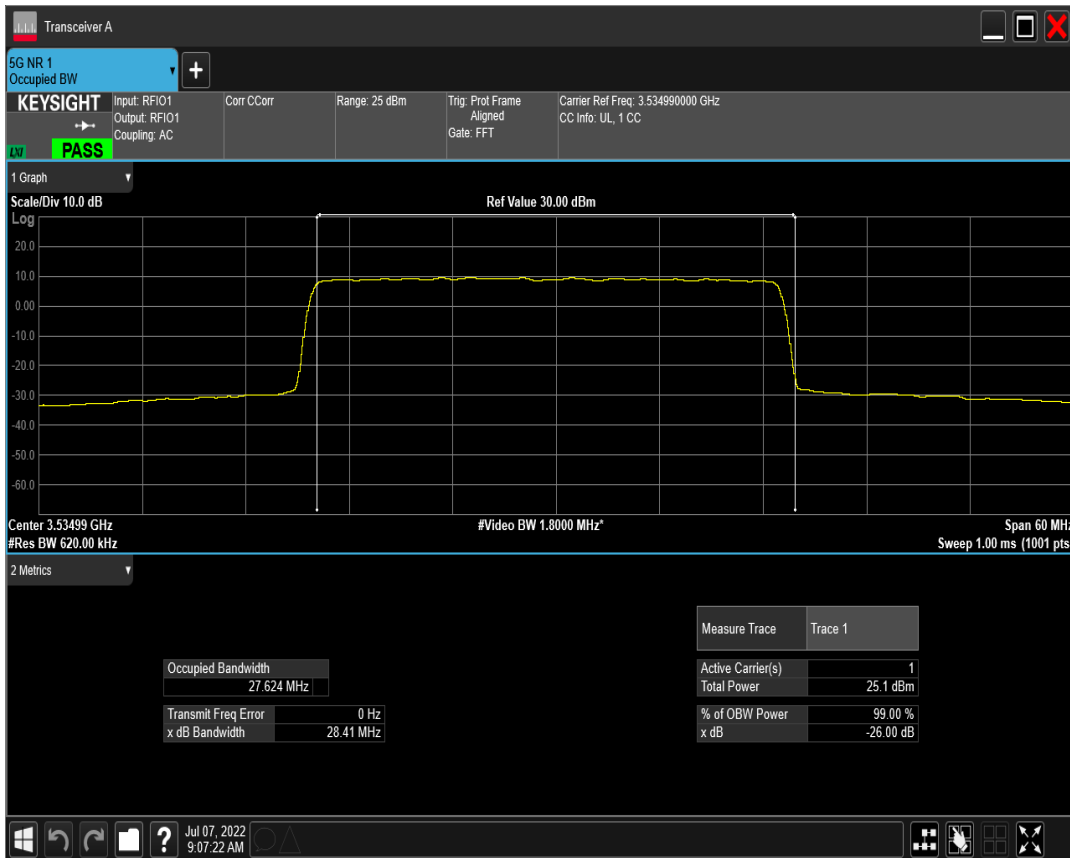 Transceiver A
5G NR 1
Occupied BW
KEYSIGHT
LXI
PASS
Input: RFIO1
Output: RFIO1
Coupling: AC
Corr CCorr
Range: 25 dBm
Trig: Prot Frame
Aligned
Gate: FFT
Carrier Ref Freq: 3.534990000 GHz
CC Info: UL, 1 CC
1 Graph
Scale/Div 10.0 dB
Ref Value 30.00 dBm
Log
20.0
10.0
0.00
-10.0
-20.0
-30.0
-40.0
-50.0
-60.0
Center 3.53499 GHz
#Video BW 1.8000 MHz*
Span 60 MHz
#Res BW 620.00 kHz
Sweep 1.00 ms (1001 pts
2 Metrics
Measure Trace Trace 1
Occupied Bandwidth
27.624 MHz
Active Carrier(s) 1
Total Power 25.1 dBm
Transmit Freq Error 0 Hz
x dB Bandwidth 28.41 MHz
% of OBW Power 99.00 %
x dB -26.00 dB
?
Jul 07, 2022
9:07:22 AM